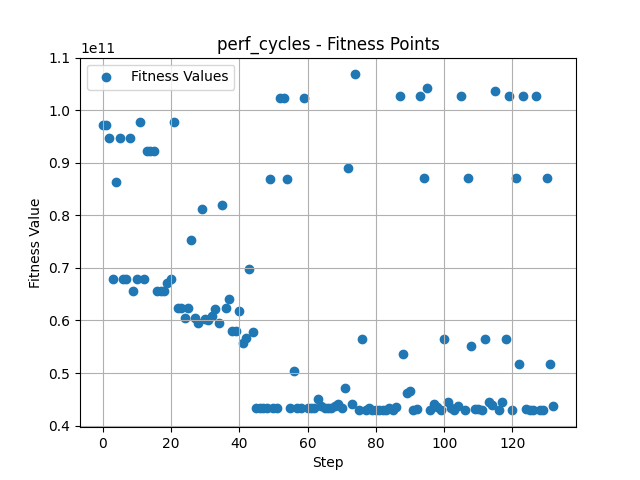 perf_cycles - Fitness Points
1e11
Fitness Values
1.1
1.0
0.9
0.8
0.7
0.6
0.5
0.4
Fitness Value
0 20 40 60 80 100 120
Step